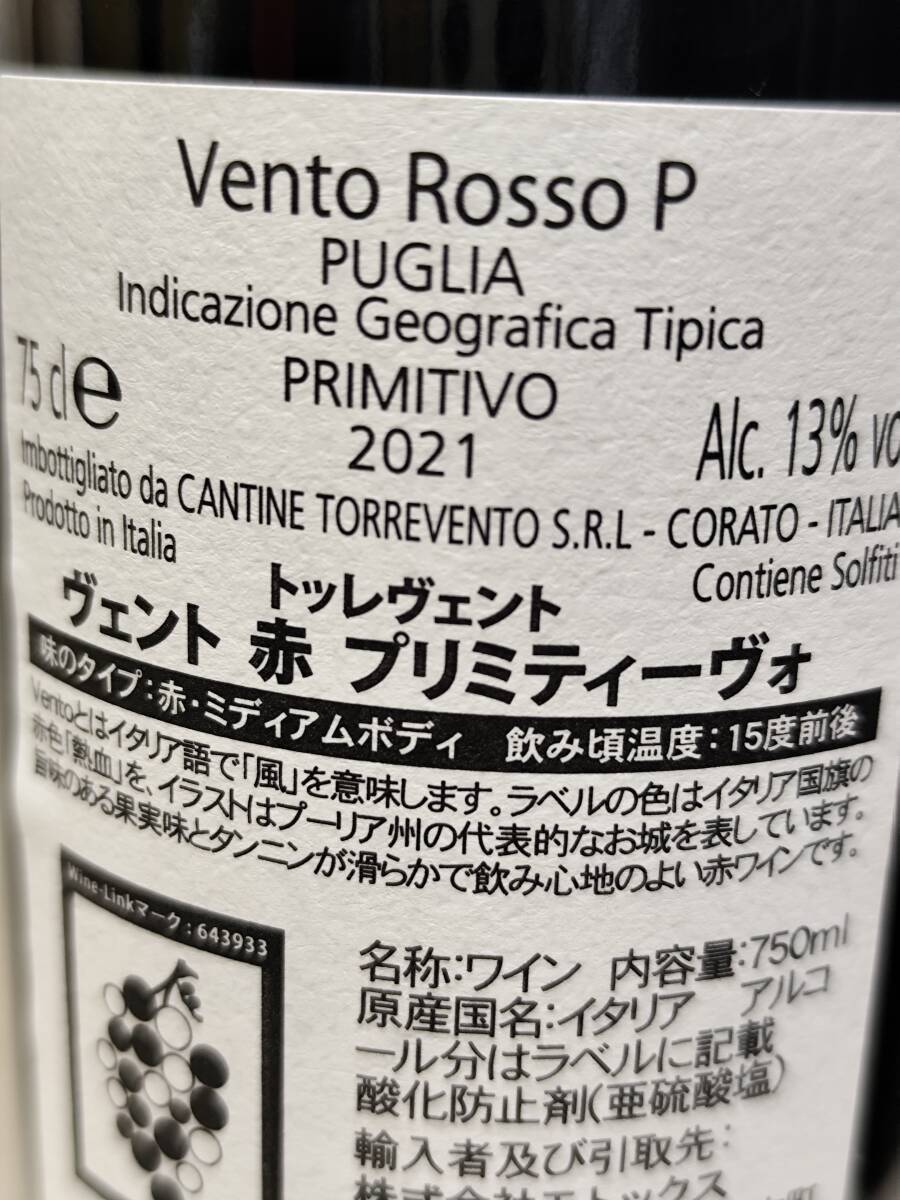 Vento Rosso P
PUGLIA
Indicazione Geografica Tipica
75 cl e
PRIMITIVO
2021
Alc. 13% vo
Imbottigliato da CANTINE TORREVENTO S.R.L - CORATO - ITALIA
Prodotto in Italia
Contiene Solfiti
トッレヴェント
ヴェント 赤 プリミティーヴォ
味のタイプ:赤・ミディアムボディ 飲み頃温度:15度前後
Ventoとはイタリア語で「風」を意味します。ラベルの色はイタリア国旗の
赤色「熱血」を、イラストはプーリア州の代表的なお城を表しています。
旨味のある果実味とタンニンが滑らかで飲み心地のよい赤ワインです。
Wine-Linkマーク:643933
名称:ワイン 内容量:750ml
原産国名:イタリア アルコ
ール分はラベルに記載
酸化防止剤(亜硫酸塩)
輸入者及び引取先:
株式会社モトックス